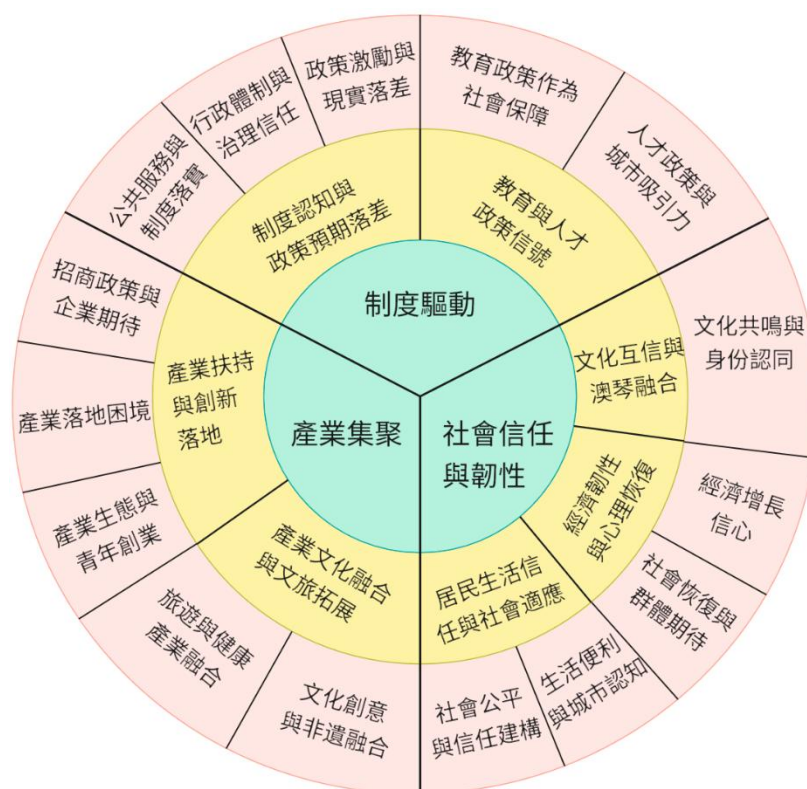 政策激勵與
現實落差
教育政策作為
社會保障
行政體制與
治理信任
人才政策與
城市吸引力
公共服務與
制度落實
制度認知與
政策預期落差
教育與人才
政策信號
招商政策與
企業期待
制度驅動
文化共鳴與
身份認同
文化互信與
澳琴融合
產業扶持
與創新
落地
產業落地困境
產業集聚
社會信任
與韌性
經濟韌性
與心理恢復
經濟增長
信心
產業生態與
青年創業
產業文化融合
與文旅拓展
居民生活信
任與社會適應
社會恢復與
群體期待
旅遊與健康
產業融合
生活便利
與城市認知
文化創意
與非遺融合
社會公平
與信任建構